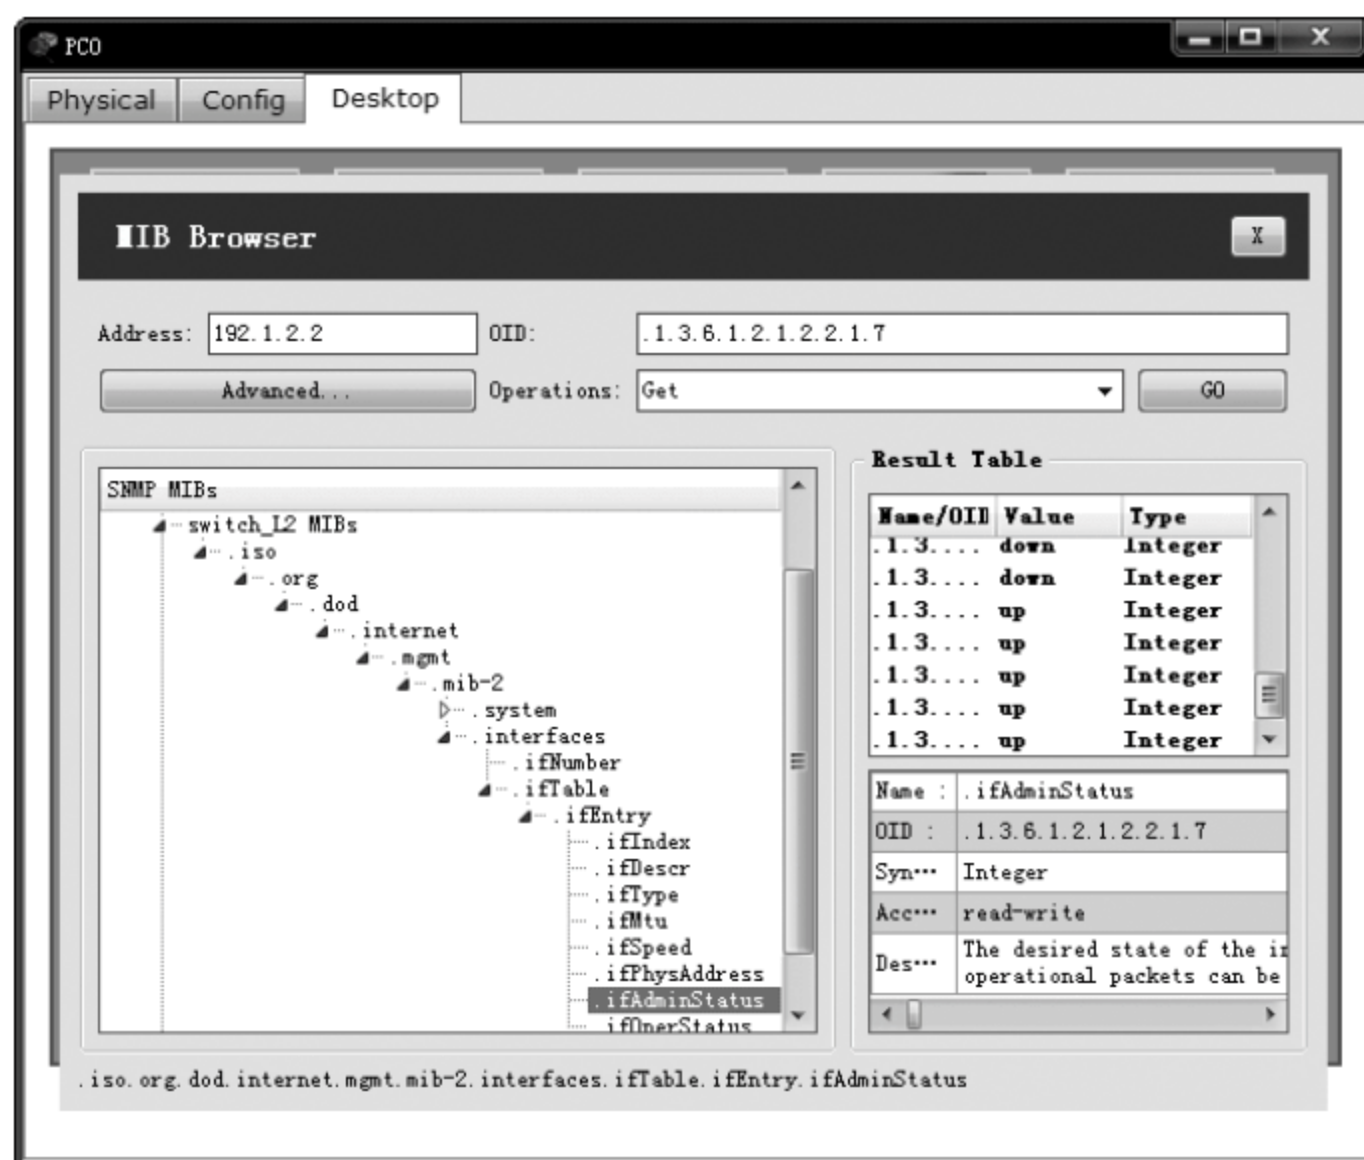 PC0
Physical Config Desktop
MIB Browser X
Address: 192.1.2.2 OID: .1.3.6.1.2.1.2.2.1.7
Advanced... Operations: Get GO
SNMP MIBs
switch_L2 MIBs
.iso
.org
.dod
.internet
.mgmt
.mib-2
.system
.interfaces
.ifNumber
.ifTable
.ifEntry
.ifIndex
.ifDescr
.ifType
.ifMtu
.ifSpeed
.ifPhysAddress
.ifAdminStatus
.ifOperStatus
Result Table
Name/OID Value Type
.1.3.... down Integer
.1.3.... down Integer
.1.3.... up Integer
.1.3.... up Integer
.1.3.... up Integer
.1.3.... up Integer
.1.3.... up Integer
Name : .ifAdminStatus
OID : .1.3.6.1.2.1.2.2.1.7
Syn··· Integer
Acc··· read-write
Des··· The desired state of the in
operational packets can be
.iso.org.dod.internet.mgmt.mib-2.interfaces.ifTable.ifEntry.ifAdminStatus